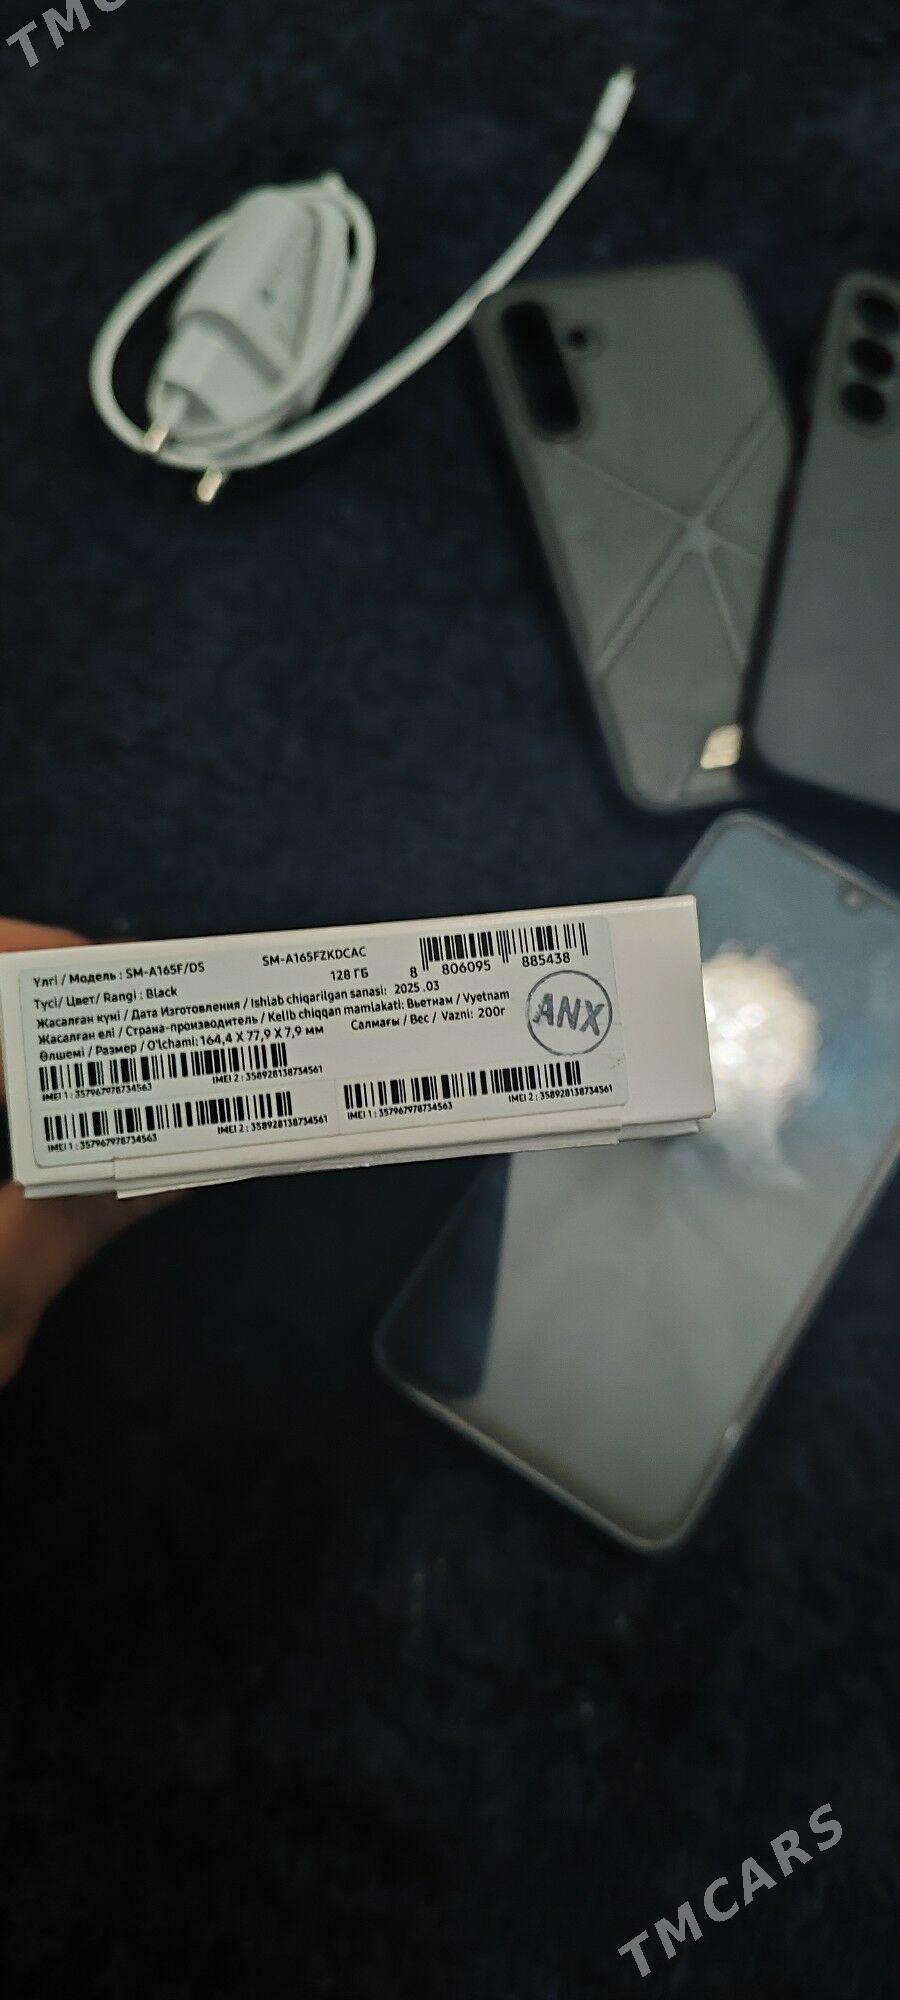 TMC
Үлгі / Модель : SM-A165F/DS
SM-A165FZKDCAC
Түсі/ Цвет/ Rangi : Black
128 ГБ
8 806095 885438
Жасалған күні / Дата Изготовления / Ishlab chiqarilgan sanasi: 2025 .03
Жасалған елі / Страна-производитель / Kelib chiqqan mamlakati: Вьетнам / Vyetnam
Өлшемі / Размер / O'lchami: 164,4 X 77,9 X 7,9 мм
Салмағы / Вес / Vazni: 200г
ANX
IMEI 1 : 357967978734563
IMEI 2 : 358928138734561
IMEI 1 : 357967978734563
IMEI 2 : 358928138734561
IMEI 1 : 357967978734563
IMEI 2 : 358928138734561
TMCARS